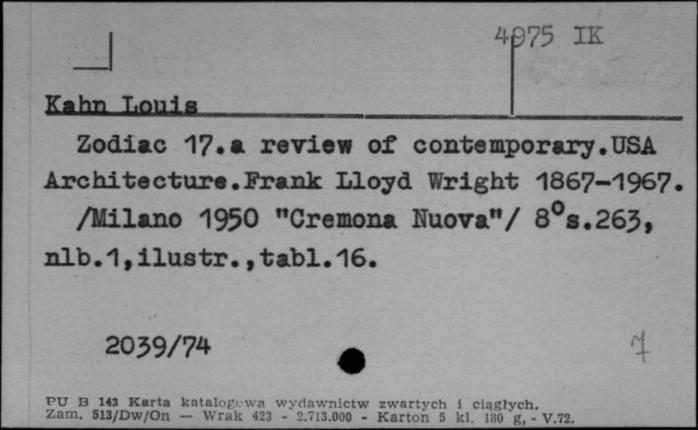 4975 IK
Kahn Louis
Zodiac 17.a review of contemporary.USA
Architecture.Frank Lloyd Wright 1867-1967.
/Milano 1950 "Cremona Nuova"/ 8°s.263,
nlb.1,ilustr.,tabl.16.
2039/74
1
PU B 143 Karta katalogowa wydawnictw zwartych i ciągłych.
Zam. 513/Dw/On — Wrak 423 - 2.713.000 - Karton 5 kl. 180 g, - V.72.